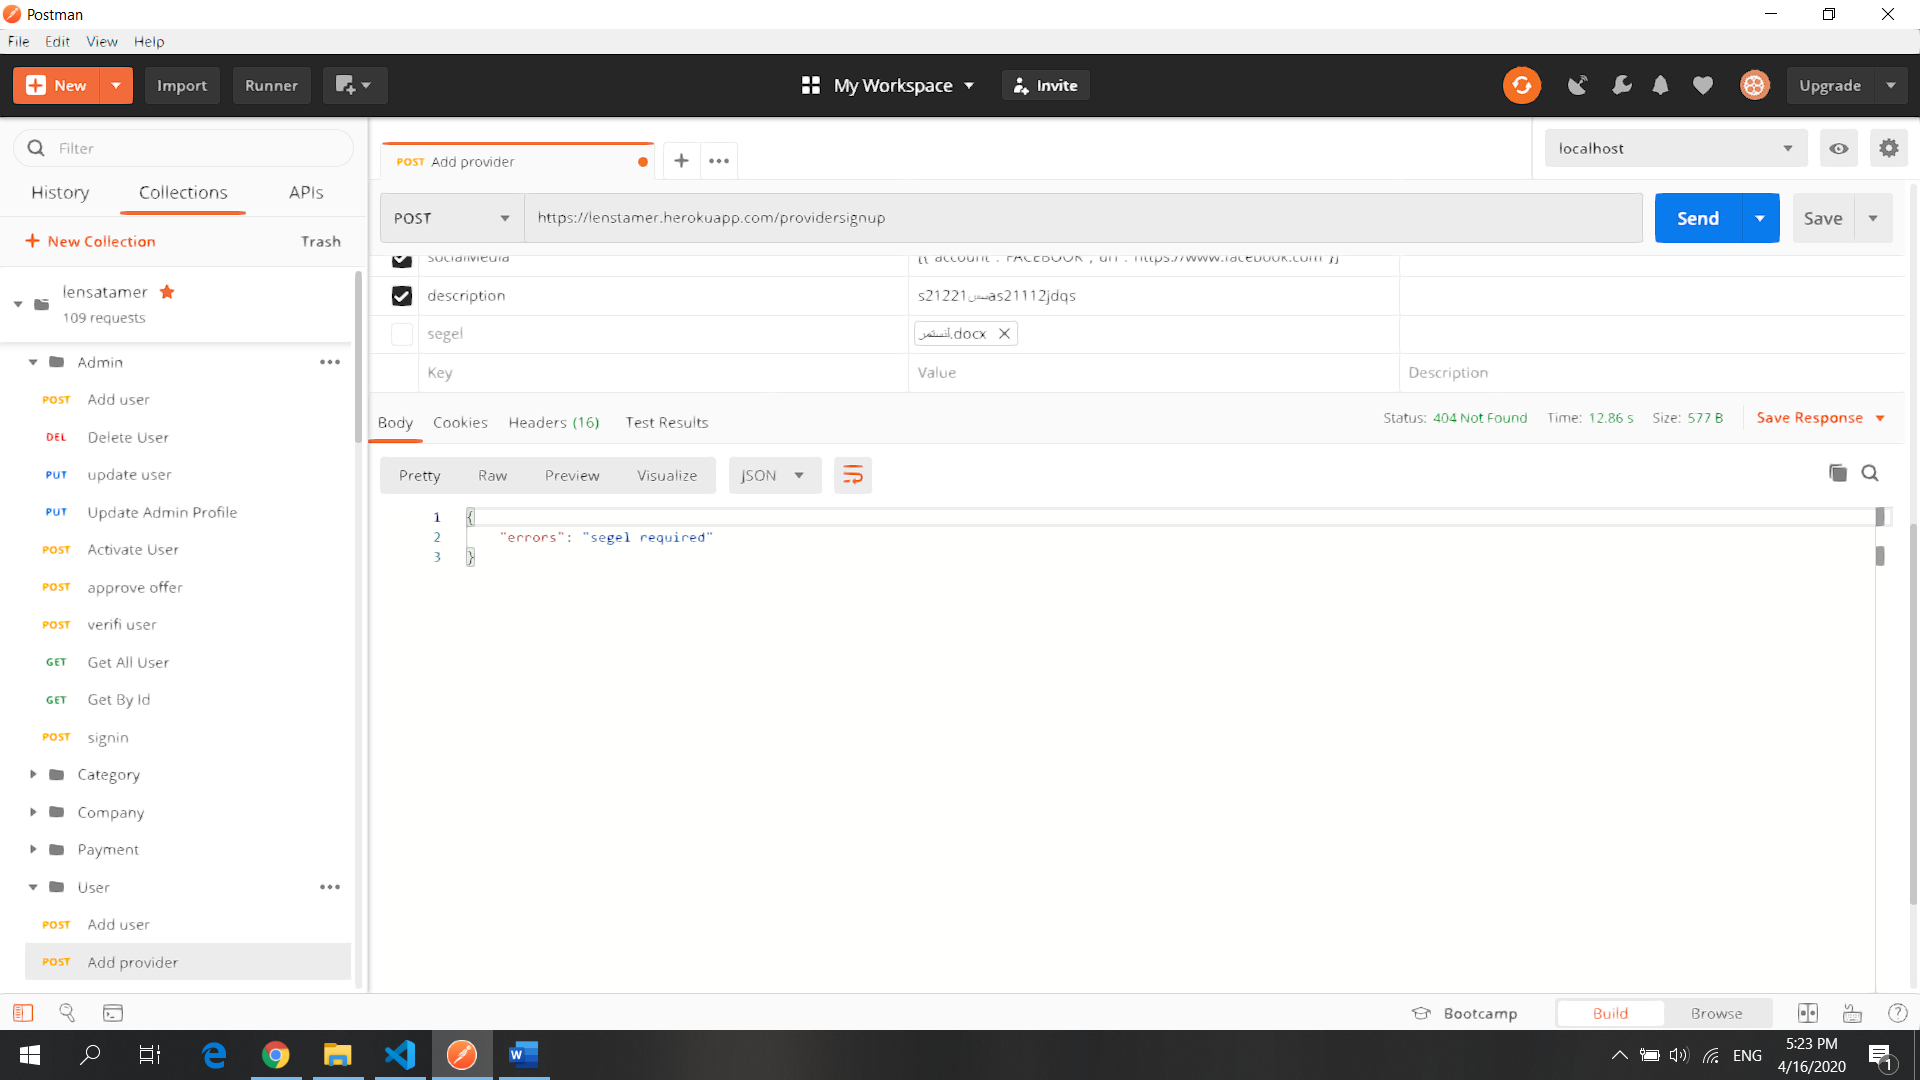 Postman
File Edit View Help
New Import Runner My Workspace Invite Upgrade
Filter
History Collections APIs
+ New Collection Trash
lensatamer
109 requests
Admin
POST Add user
DEL Delete User
PUT update user
PUT Update Admin Profile
POST Activate User
POST approve offer
POST verifi user
GET Get All User
GET Get By Id
POST signin
Category
Company
Payment
User
POST Add user
POST Add provider
POST Add provider
localhost
POST https://lenstamer.herokuapp.com/providersignup
Send Save
socialMedia [{"account":"FACEBOOK","url":"https://www.facebook.com"}]
description
segel لنستمر.docx
Key Value Description
Body Cookies Headers (16) Test Results
Status: 404 Not Found Time: 12.86 s Size: 577 B Save Response
Pretty Raw Preview Visualize JSON
1 {
2 "errors": "segel required"
3 }
Bootcamp Build Browse
ENG
5:23 PM
4/16/2020
1